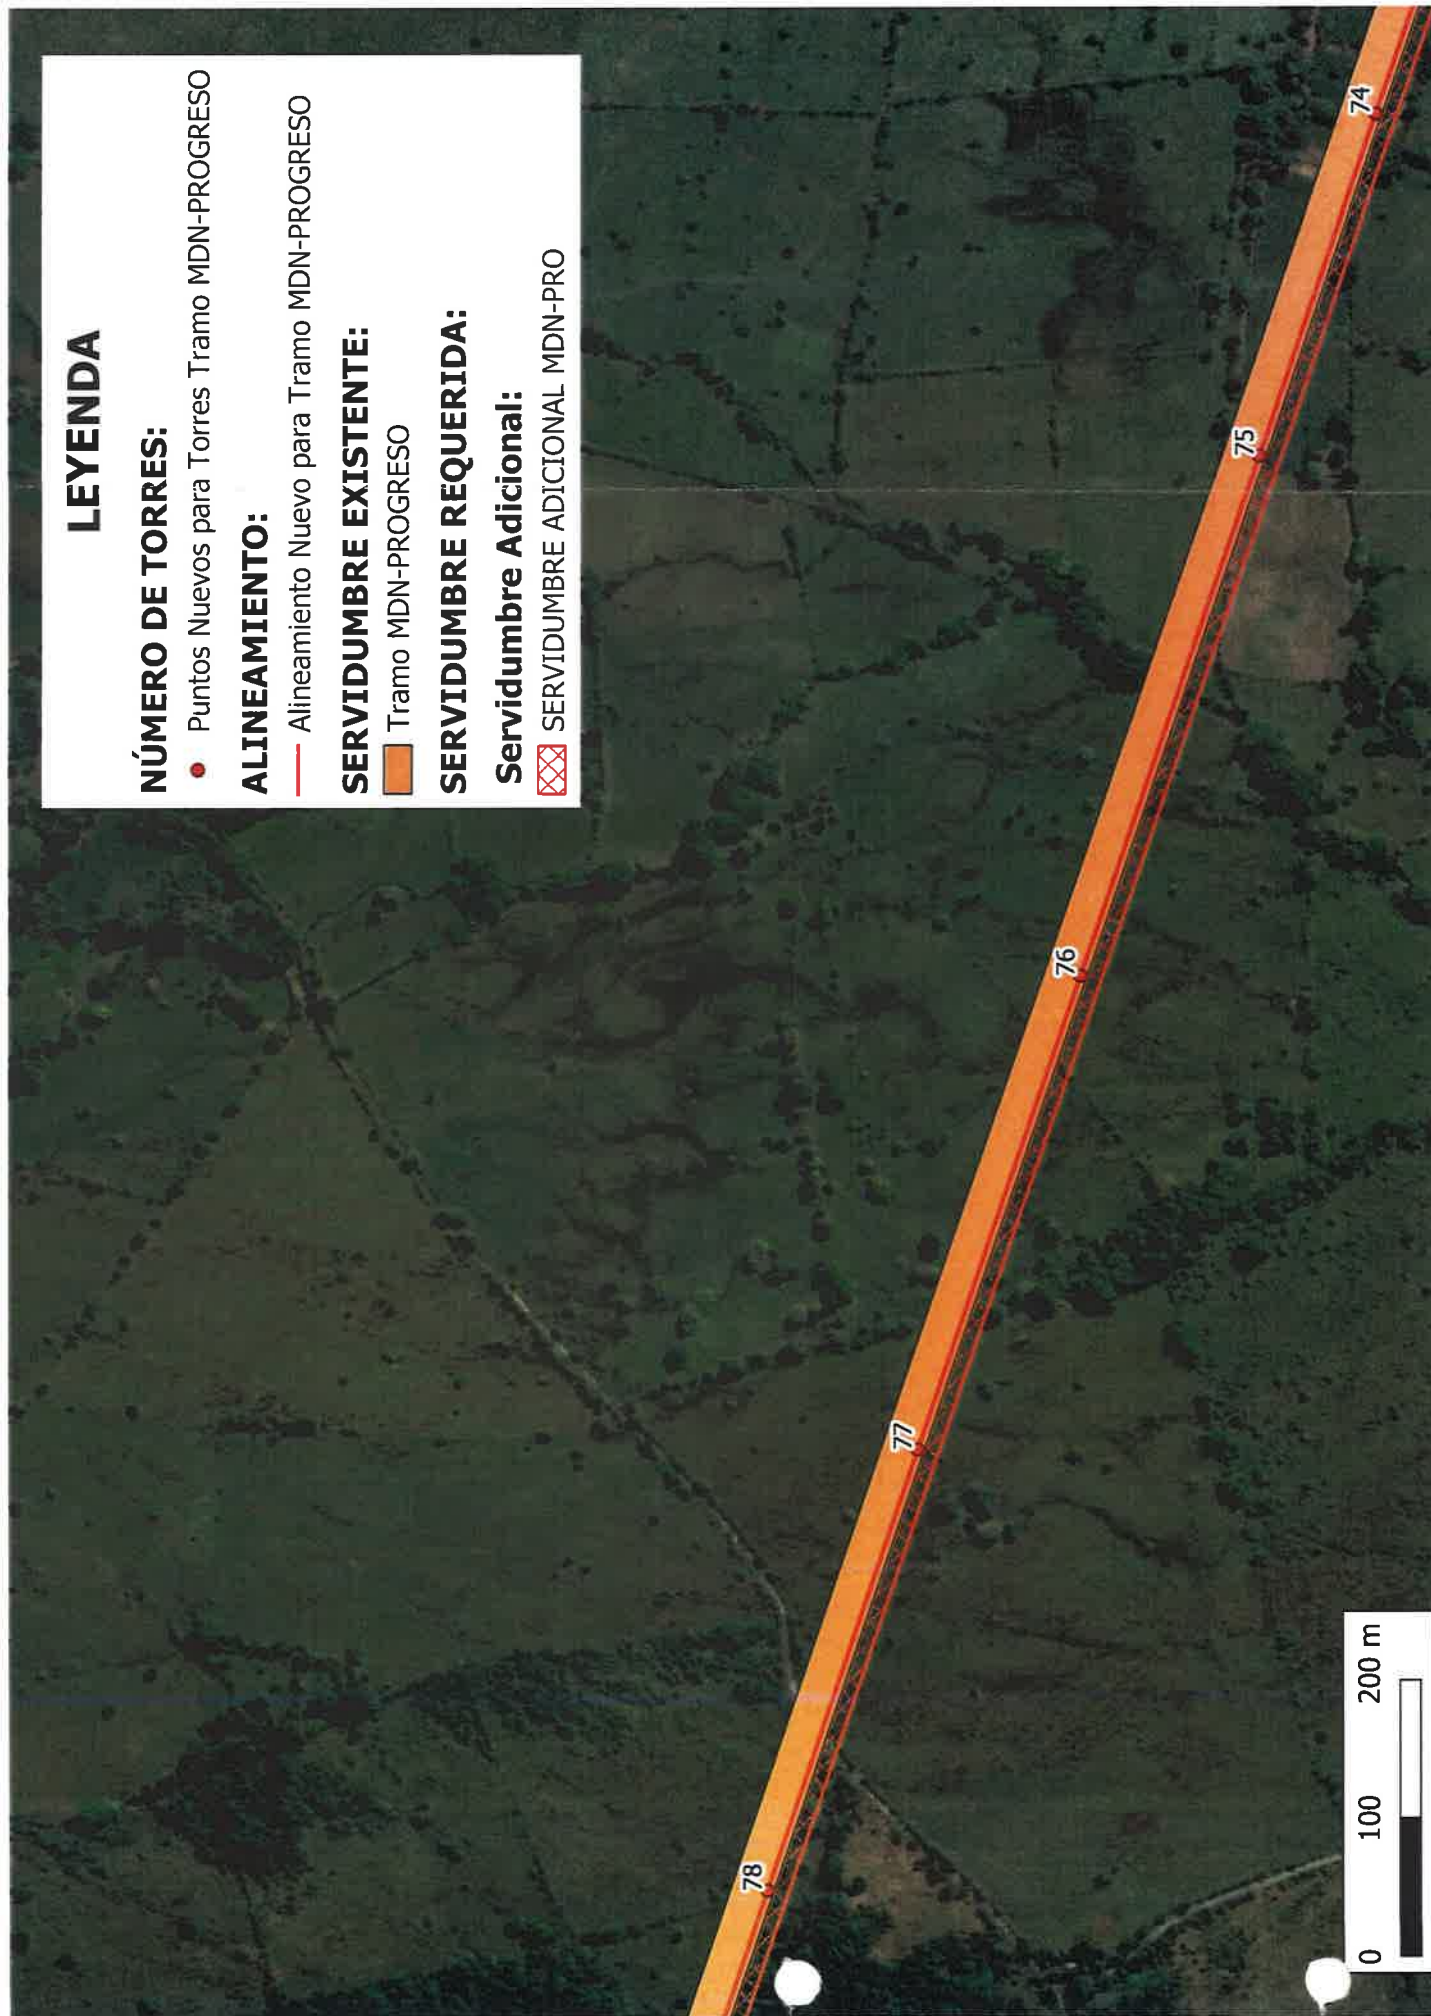 LEYENDA
NÚMERO DE TORRES:
Puntos Nuevos para Torres Tramo MDN-PROGRESO
ALINEAMIENTO:
Alineamiento Nuevo para Tramo MDN-PROGRESO
SERVIDUMBRE EXISTENTE:
Tramo MDN-PROGRESO
SERVIDUMBRE REQUERIDA:
Servidumbre Adicional:
SERVIDUMBRE ADICIONAL MDN-PRO
78
77
76
75
74
0 100 200 m